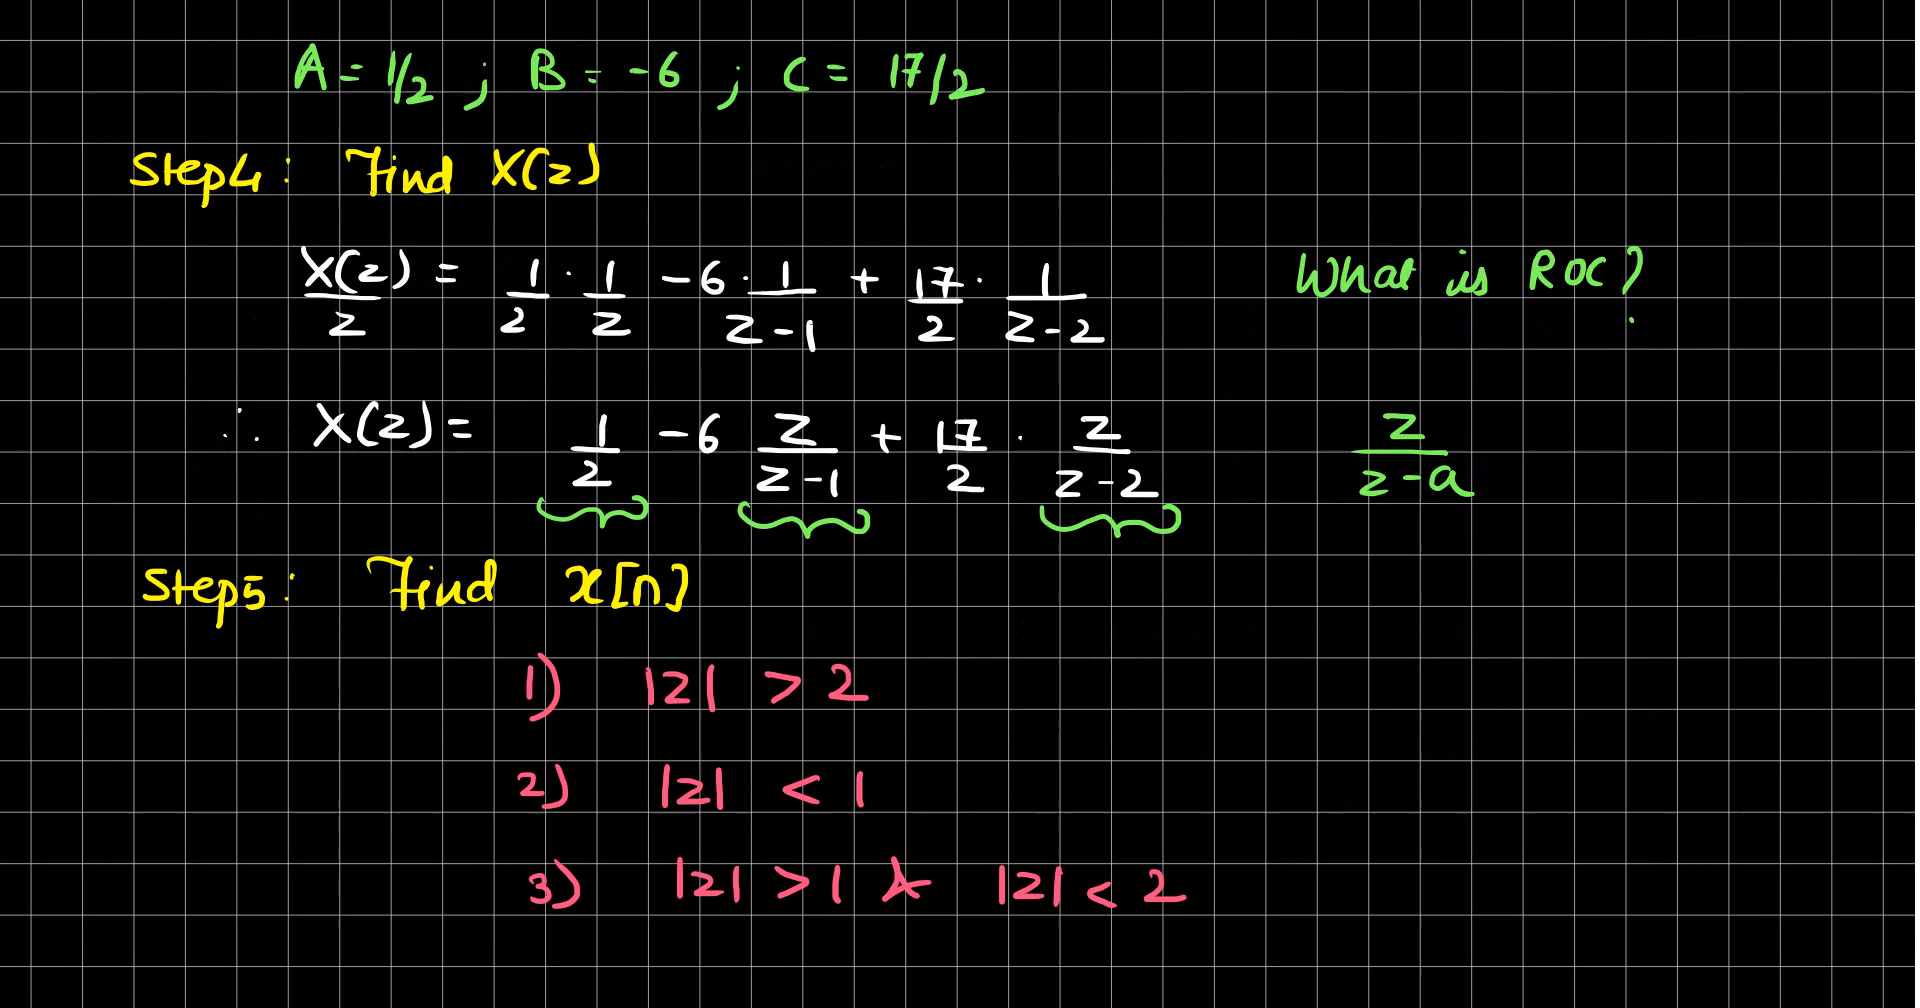 A = 1/2 ; B = -6 ; C = 17/2
Step4: Find X(z)
X(z)/z = 1/2 · 1/z - 6 · 1/(z-1) + 17/2 · 1/(z-2)
What is ROC?
∴ X(z) = 1/2 - 6 z/(z-1) + 17/2 · z/(z-2)
z/(z-a)
Step5: Find x[n]
1) |z| > 2
2) |z| < 1
3) |z| > 1 & |z| < 2